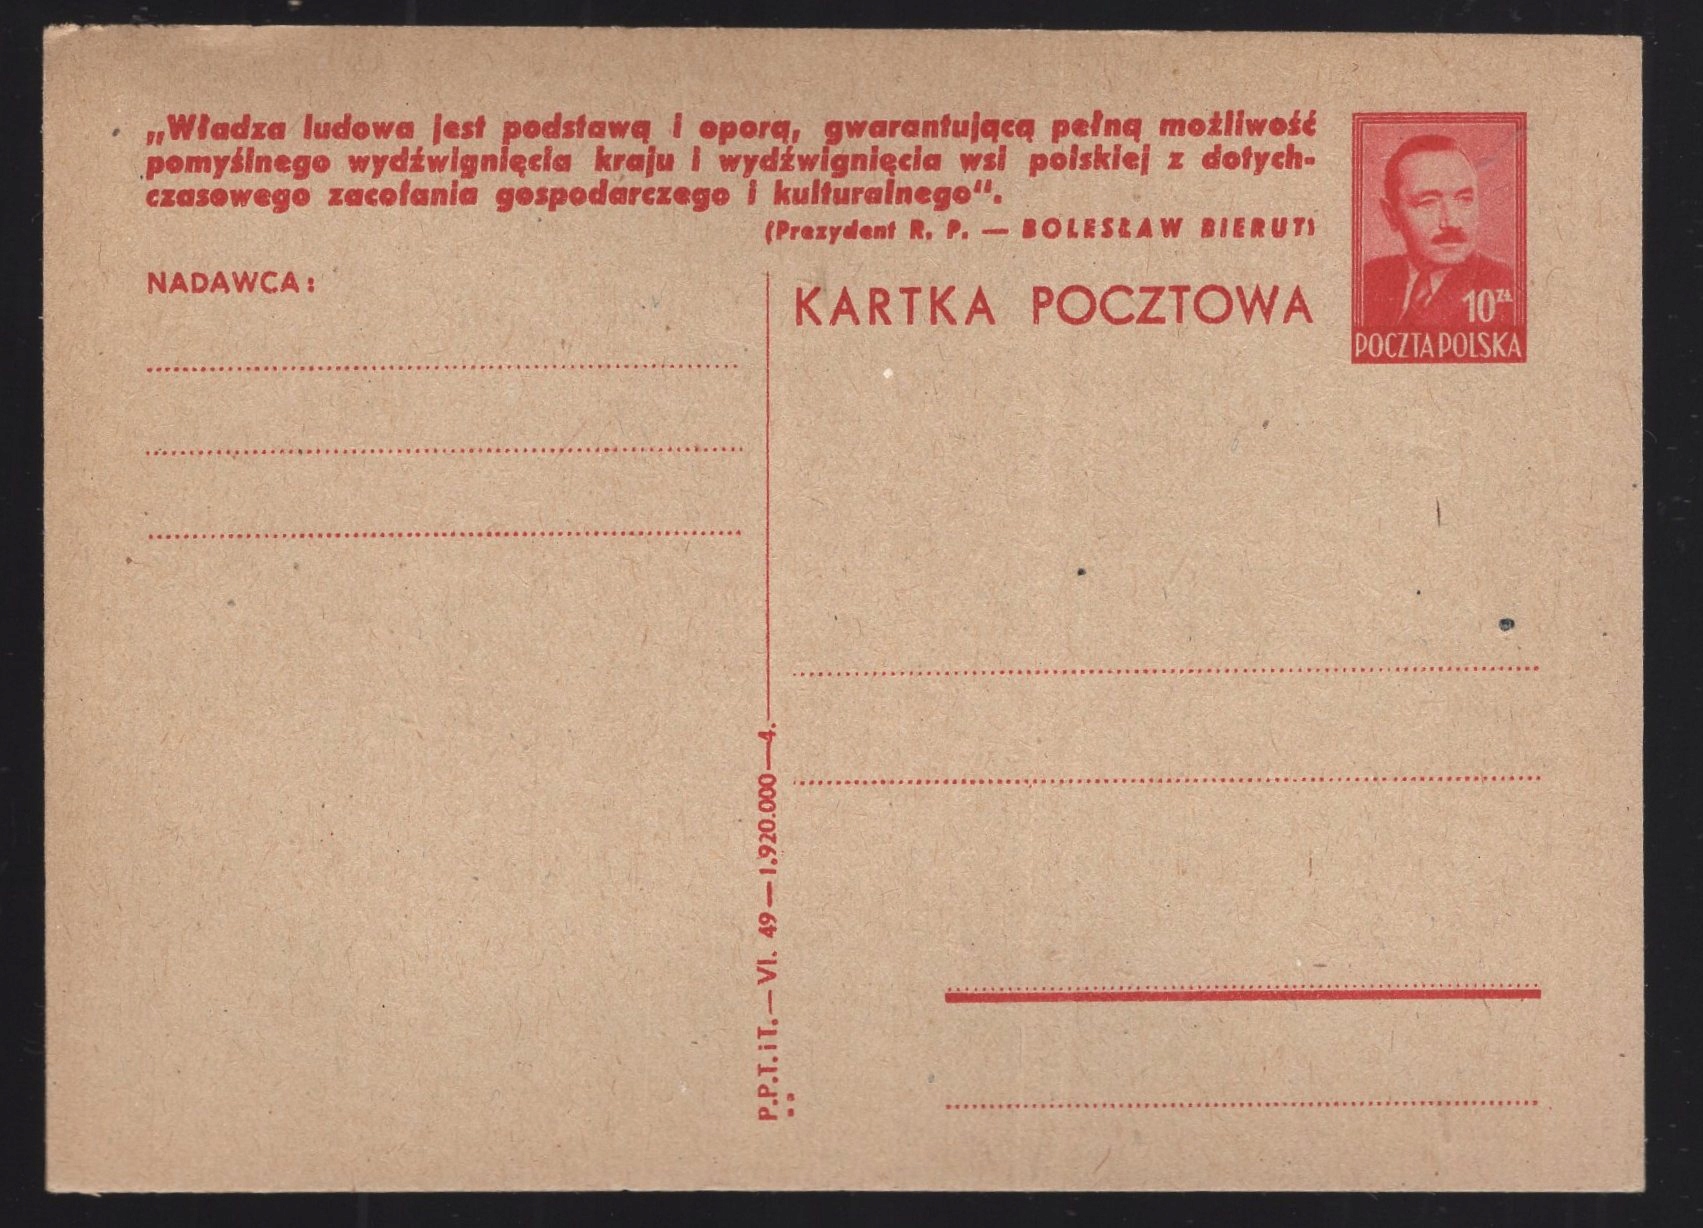 „Władza ludowa jest podstawą i oporą, gwarantującą pełną możliwość
pomyślnego wydźwignięcia kraju i wydźwignięcia wsi polskiej z dotych-
czasowego zacofania gospodarczego i kulturalnego".
(Prezydent R. P. — BOLESŁAW BIERUT)
NADAWCA:
KARTKA POCZTOWA
10 ZŁ
POCZTA POLSKA
P.P.T. i T. — VI. 49 — 1.920.000 — 4.